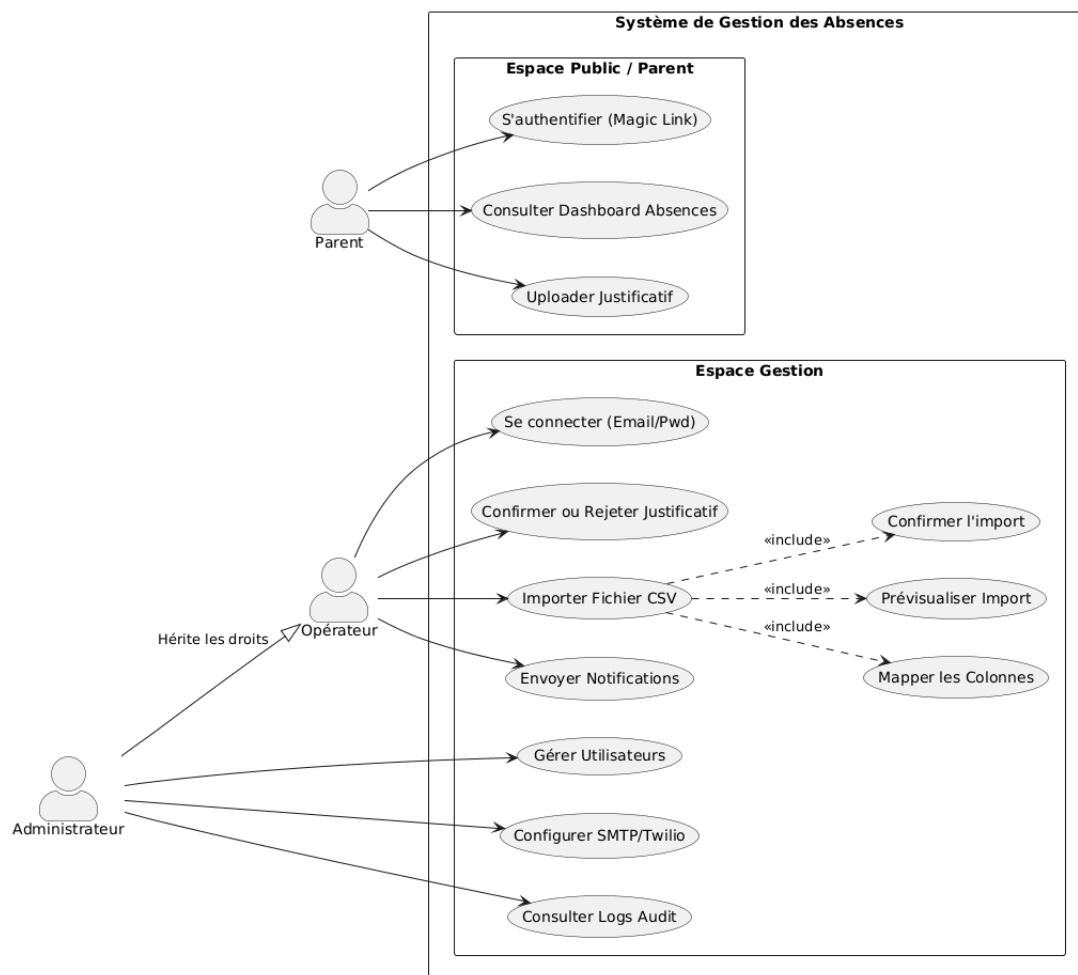 Système de Gestion des Absences
Espace Public / Parent
S'authentifier (Magic Link)
Consulter Dashboard Absences
Uploader Justificatif
Parent
Espace Gestion
Se connecter (Email/Pwd)
Confirmer ou Rejeter Justificatif
Importer Fichier CSV
Envoyer Notifications
«include»
Confirmer l'import
«include»
Prévisualiser Import
«include»
Mapper les Colonnes
Opérateur
Hérite les droits
Gérer Utilisateurs
Configurer SMTP/Twilio
Consulter Logs Audit
Administrateur